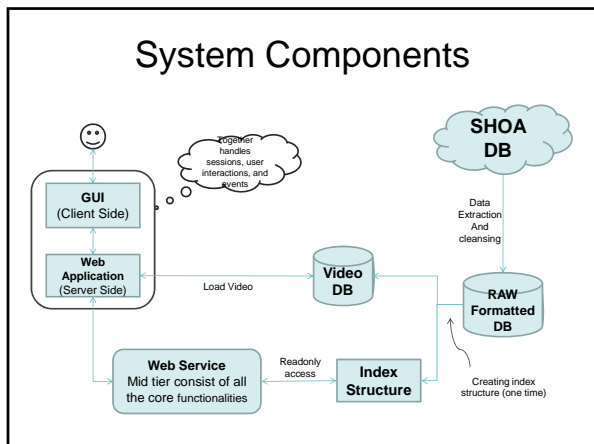 System Components
Together
handles
sessions, user
interactions, and
events
SHOA
DB
GUI
(Client Side)
Data
Extraction
And
cleansing
Web
Application
(Server Side)
Load Video
Video
DB
RAW
Formatted
DB
Web Service
Mid tier consist of all
the core functionalities
Readonly
access
Index
Structure
Creating index
structure (one time)